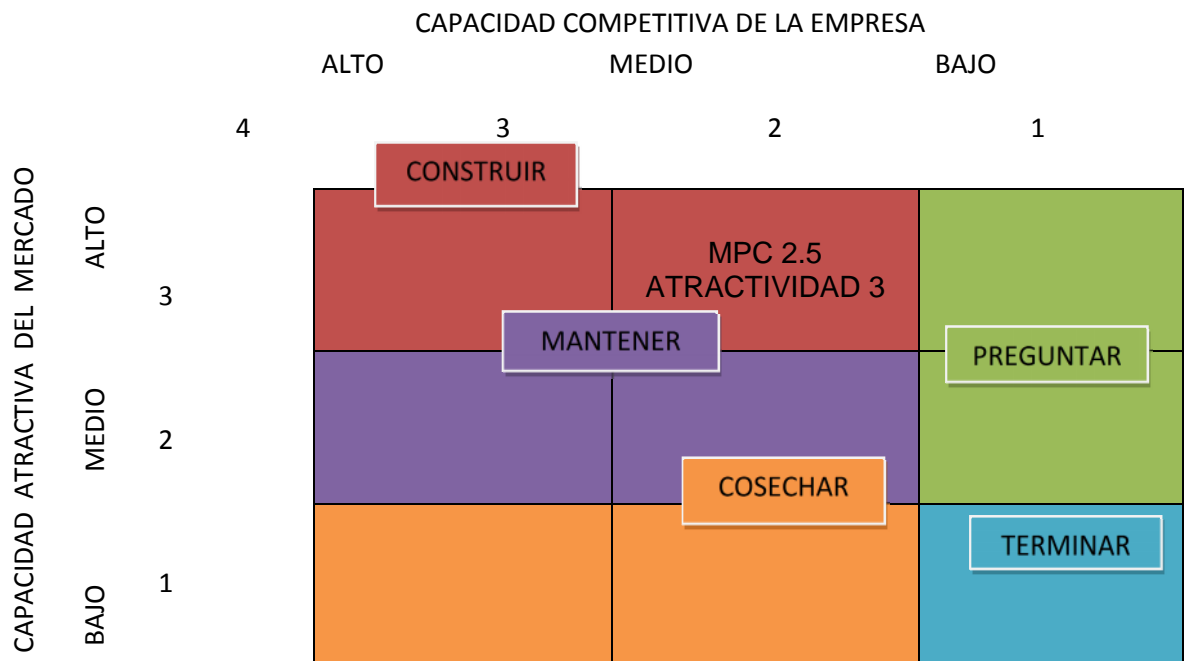 CAPACIDAD COMPETITIVA DE LA EMPRESA
ALTO MEDIO BAJO
4 3 2 1
CONSTRUIR
CAPACIDAD ATRACTIVA DEL MERCADO
ALTO
3
MPC 2.5
ATRACTIVIDAD 3
MANTENER
PREGUNTAR
MEDIO
2
COSECHAR
TERMINAR
BAJO
1